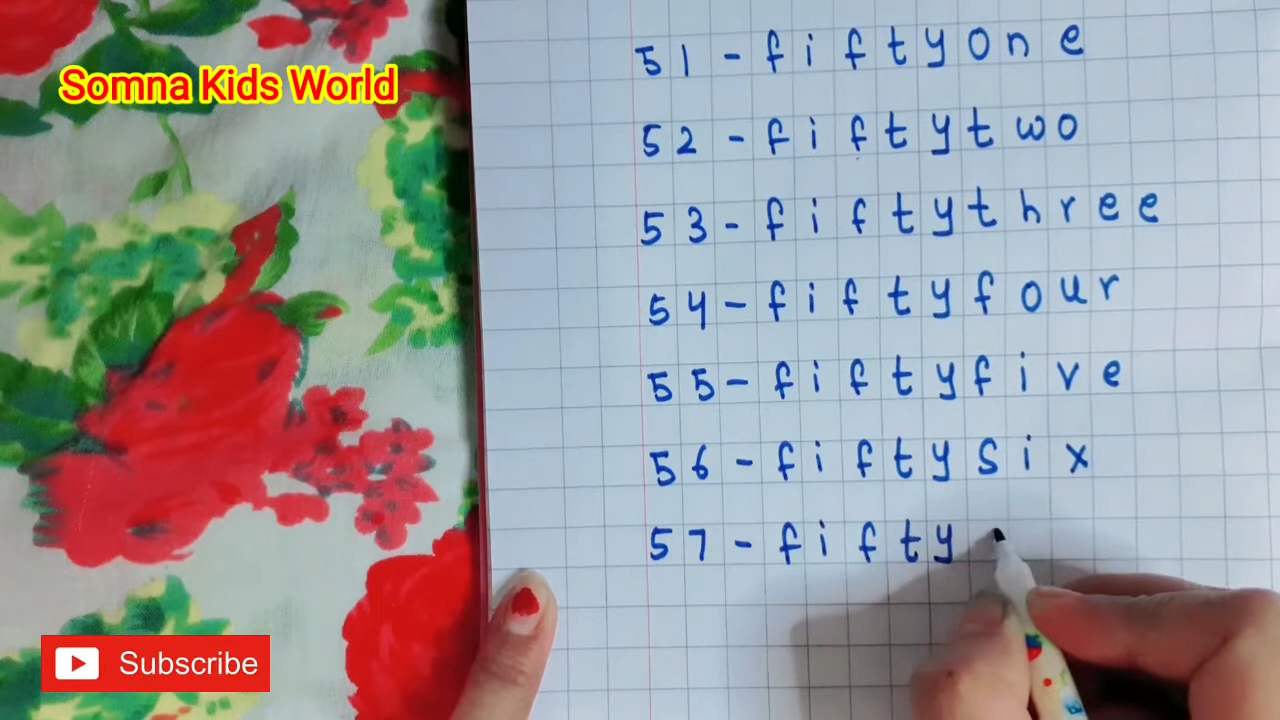 Somna Kids World
51 - fiftyone
52 - fiftytwo
53 - fiftythree
54 - fiftyfour
55 - fiftyfive
56 - fiftysix
57 - fifty
Subscribe